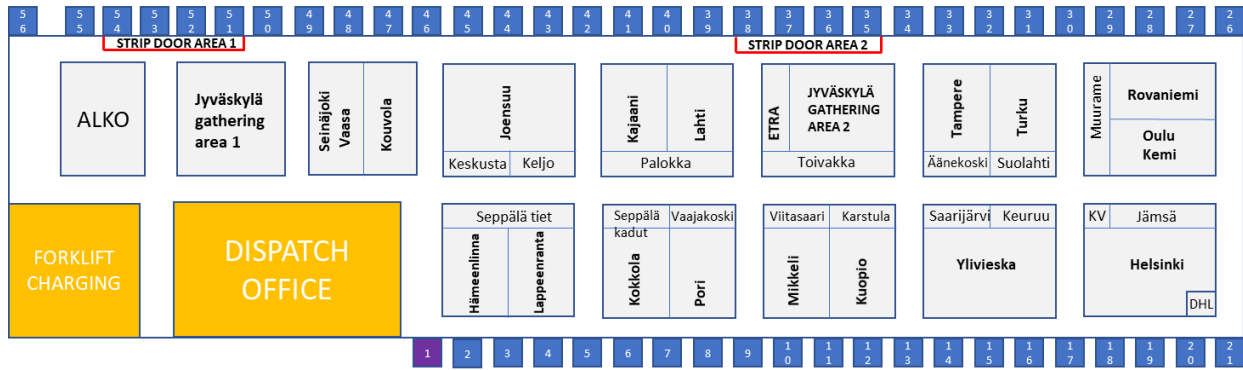 56 55 54 53 52 51 50 49 48 47 46 45 44 43 42 41 40 39 38 37 36 35 34 33 32 31 30 29 28 27 26
STRIP DOOR AREA 1
STRIP DOOR AREA 2
ALKO
Jyväskylä
gathering
area 1
Seinäjoki
Vaasa
Kouvola
Joensuu
Keskusta
Keljo
Kajaani
Lahti
Palokka
ETRA
JYVÄSKYLÄ
GATHERING
AREA 2
Toivakka
Tampere
Turku
Äänekoski
Suolahti
Muurame
Rovaniemi
Oulu
Kemi
FORKLIFT
CHARGING
DISPATCH
OFFICE
Seppälä tiet
Hämeenlinna
Lappeenranta
Seppälä
kadut
Vaajakoski
Kokkola
Pori
Viitasaari
Karstula
Mikkeli
Kuopio
Saarijärvi
Keuruu
Ylivieska
KV
Jämsä
Helsinki
DHL
1 2 3 4 5 6 7 8 9 10 11 12 13 14 15 16 17 18 19 20 21